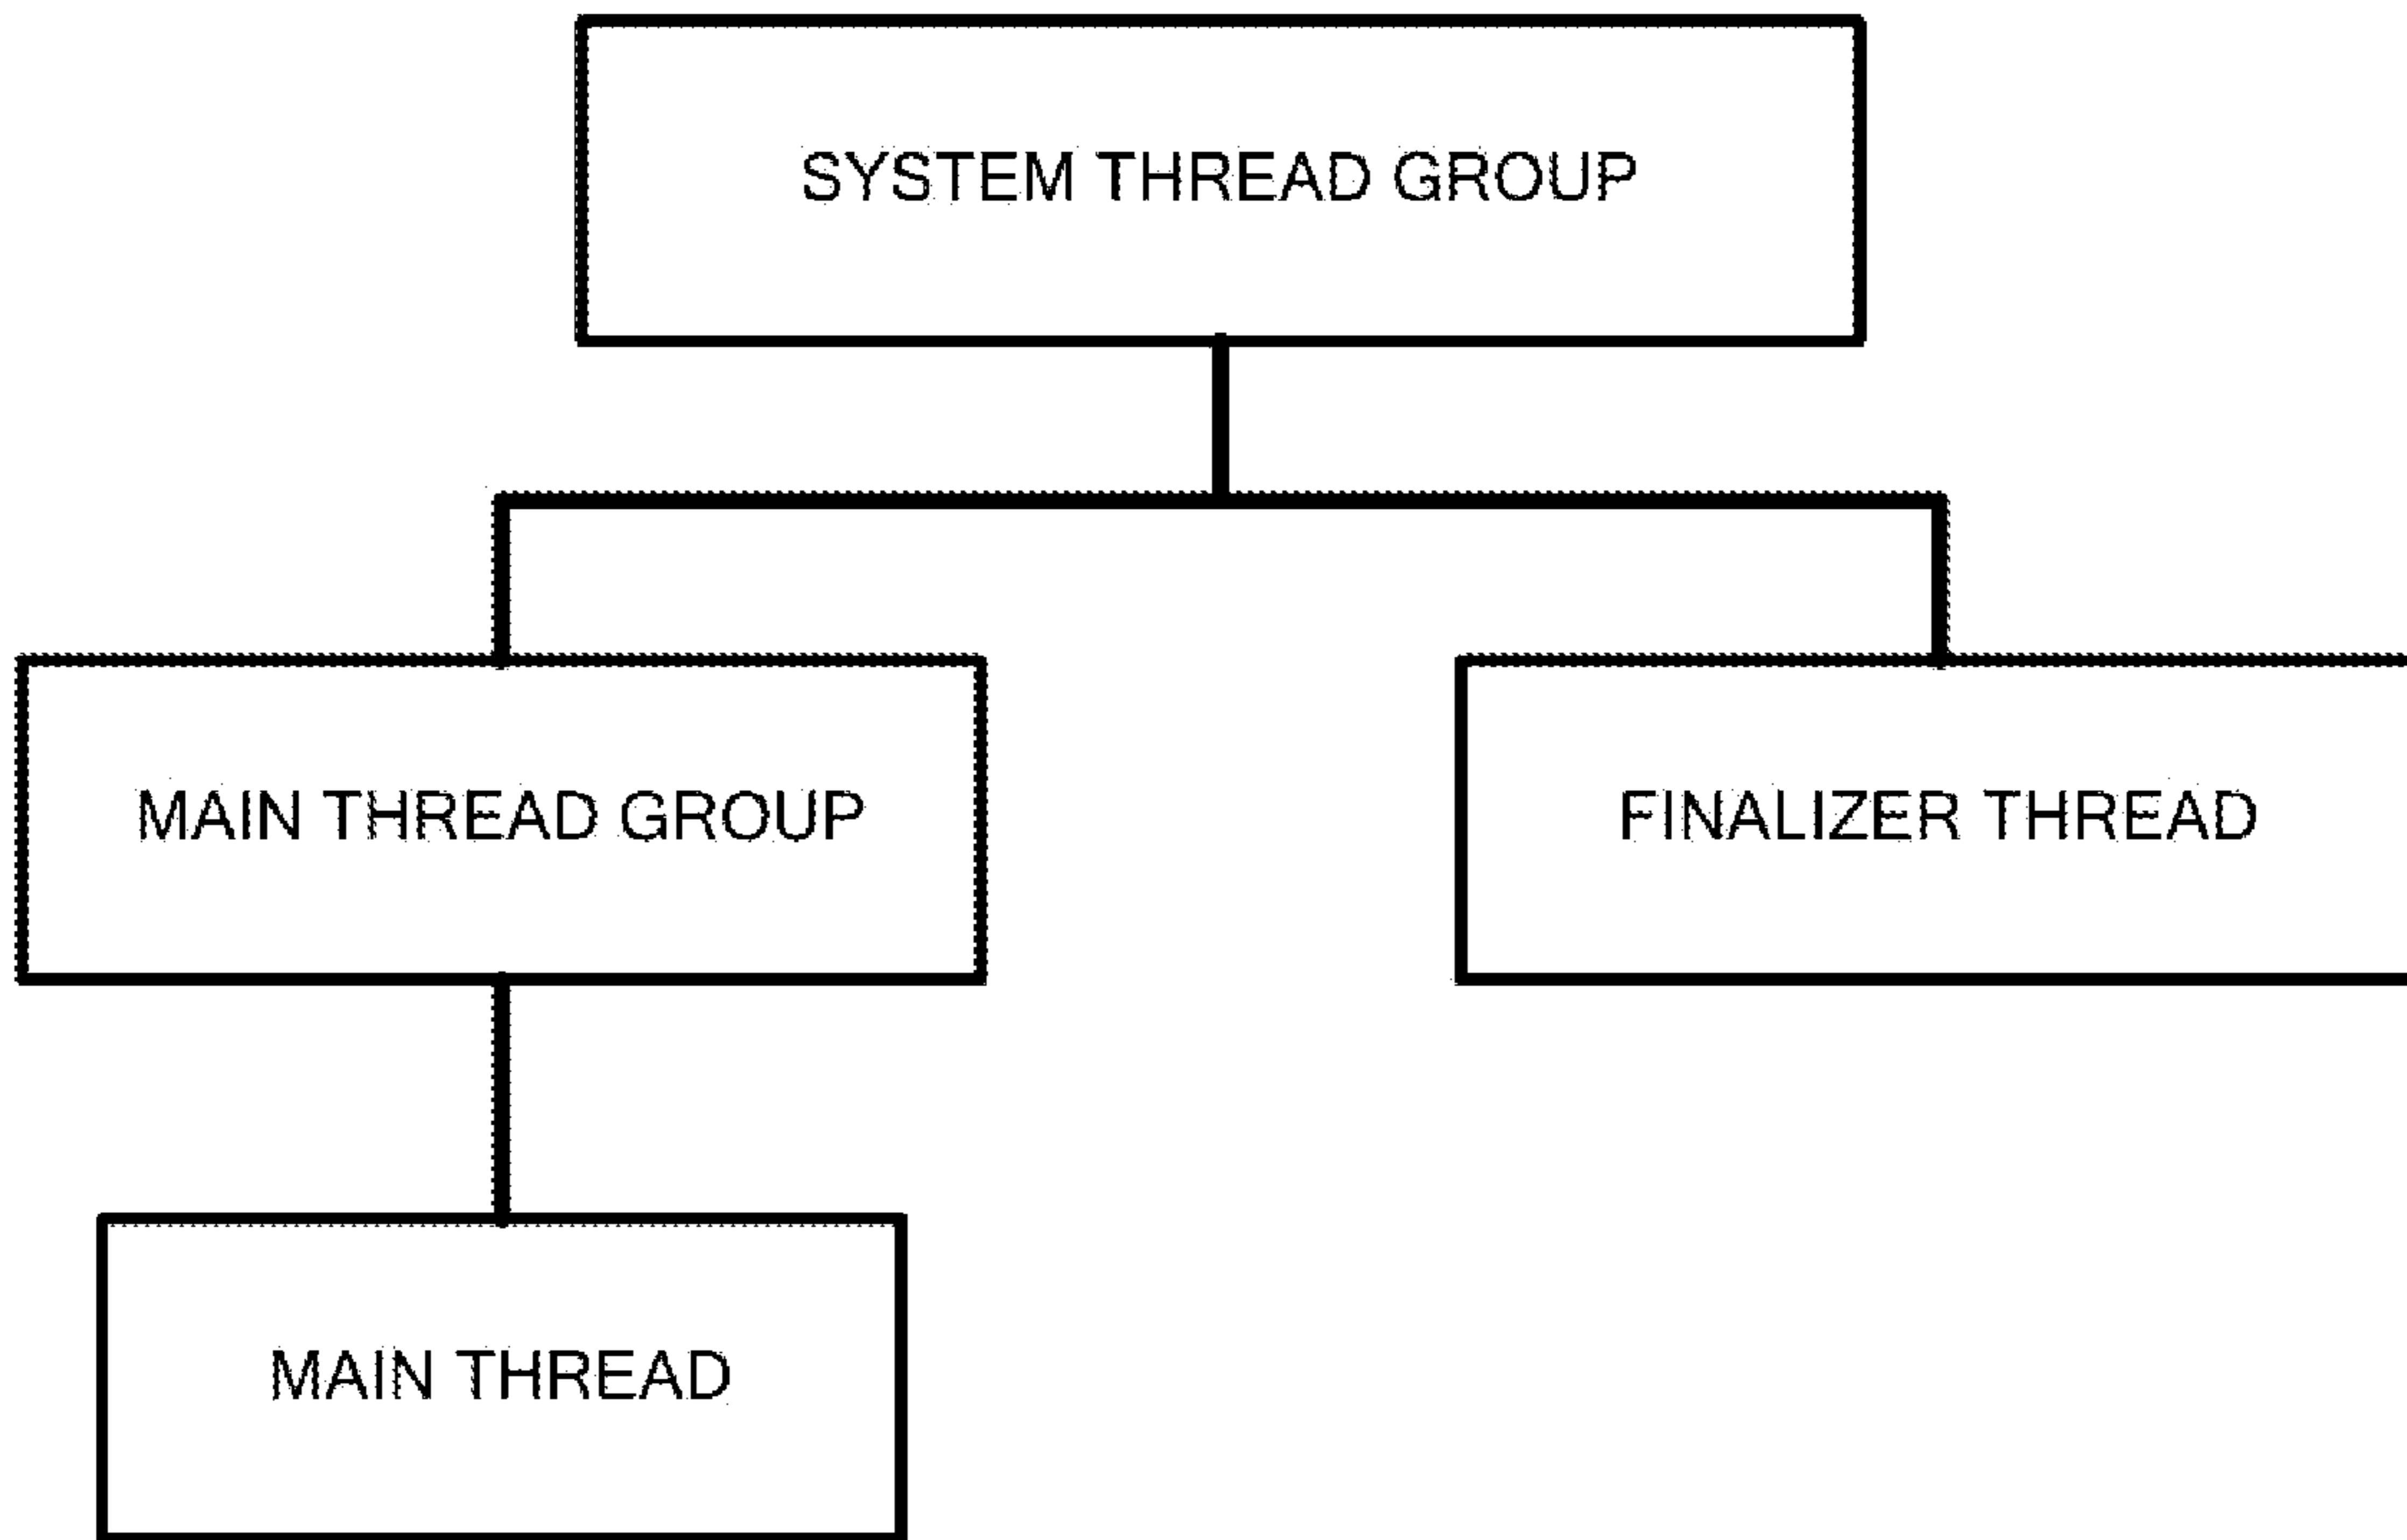 SYSTEM THREAD GROUP
MAIN THREAD GROUP
FINALIZER THREAD
MAIN THREAD